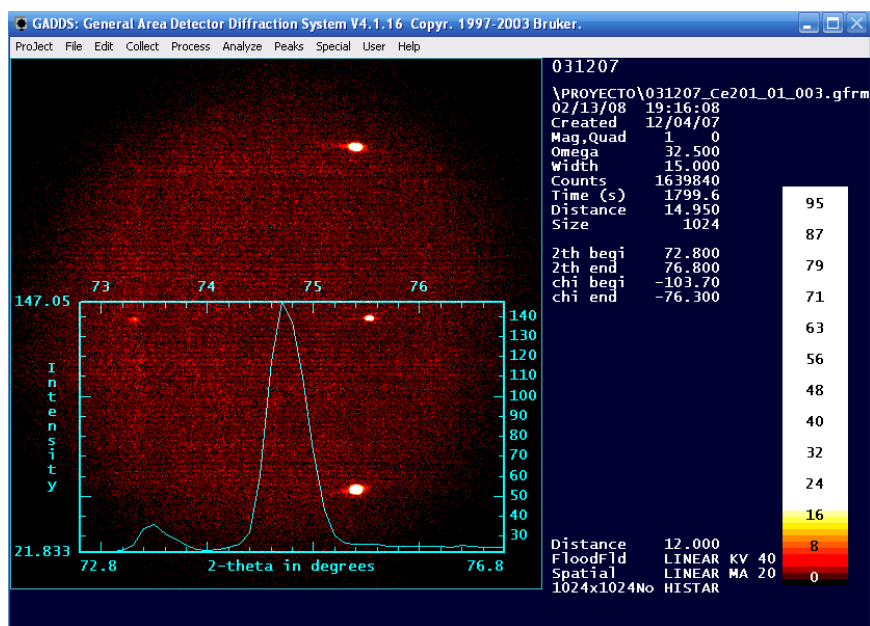 GADDS: General Area Detector Diffraction System V4.1.16 Copyr. 1997-2003 Bruker.
ProJect File Edit Collect Process Analyze Peaks Special User Help
031207
\PROYECTO\031207_Ce201_01_003.gfrm
02/13/08 19:16:08
Created 12/04/07
Mag,Quad 1 0
Omega 32.500
Width 15.000
Counts 1639840
Time (s) 1799.6
Distance 14.950
Size 1024
2th begi 72.800
2th end 76.800
chi begi -103.70
chi end -76.300
73 74 75 76
147.05
Intensity
21.833
140
130
120
110
100
90
80
70
60
50
40
30
72.8 2-theta in degrees 76.8
95
87
79
71
63
56
48
40
32
24
16
8
0
Distance 12.000
FloodFld LINEAR KV 40
Spatial LINEAR MA 20
1024x1024No HISTAR